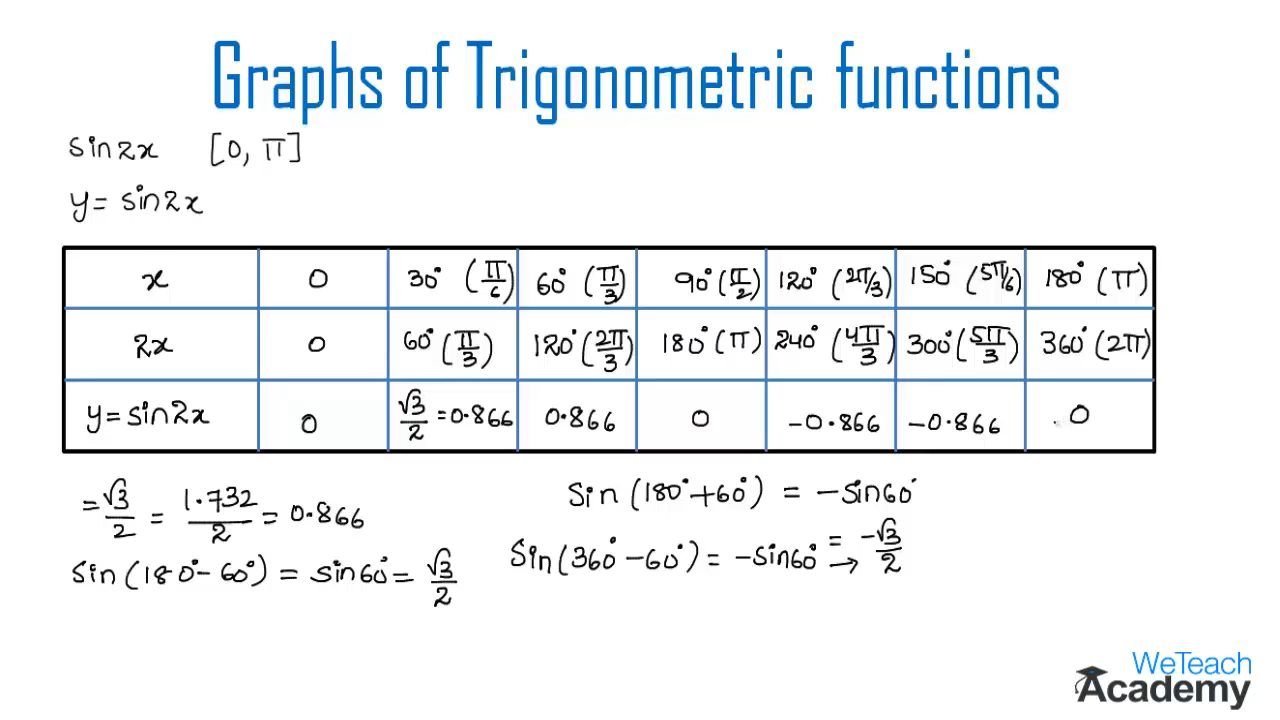 Graphs of Trigonometric functions
sin2x [0, π]
y = sin2x
x 0 30° (π/6) 60° (π/3) 90° (π/2) 120° (2π/3) 150° (5π/6) 180° (π)
2x 0 60° (π/3) 120° (2π/3) 180° (π) 240° (4π/3) 300° (5π/3) 360° (2π)
y = sin2x 0 √3/2 = 0.866 0.866 0 -0.866 -0.866 0
= √3/2 = 1.732/2 = 0.866
sin (180° - 60°) = sin60° = √3/2
Sin (180° + 60°) = -sin60°
Sin (360° - 60°) = -sin60° = → -√3/2
WeTeach
Academy